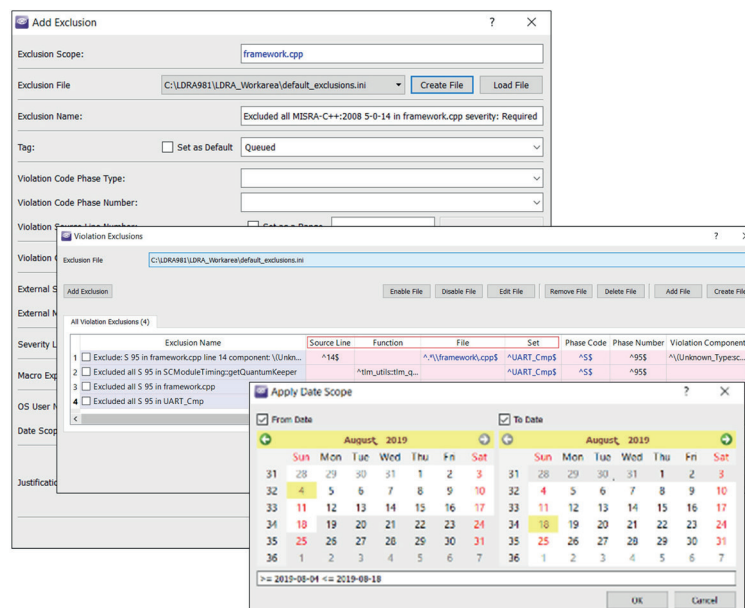 Add Exclusion ? ×
Exclusion Scope: framework.cpp
Exclusion File C:\LDRA981\LDRA_Workarea\default_exclusions.ini Create File Load File
Exclusion Name: Excluded all MISRA-C++:2008 5-0-14 in framework.cpp severity: Required
Tag: Set as Default Queued
Violation Code Phase Type:
Violation Code Phase Number:
Violation
Violation
External
External
Severity
Macro
OS User
Date
Violation Exclusions ?
Exclusion File C:\LDRA981\LDRA_Workarea\default_exclusions.ini
Add Exclusion Enable File Disable File Edit File Remove File Delete File Add File Create File
All Violation Exclusions (4)
Exclusion Name Source Line Function File Set Phase Code Phase Number Violation Component
1 Exclude: S 95 in framework.cpp line 14 component: \(Unkn... ^14$ ^.*\\framework\.cpp$ ^UART_Cmp$ ^S$ ^95$ ^\(Unknown_Type:sc...
2 Excluded all S 95 in SCModuleTiming::getQuantumKeeper ^tlm_utils::tlm_q... ^UART_Cmp$ ^S$ ^95$
3 Excluded all S 95 in framework.cpp
4 Excluded all S 95 in UART_Cmp
Apply Date Scope ? ×
From Date To Date
August, 2019 August, 2019
Sun Mon Tue Wed Thu Fri Sat Sun Mon Tue Wed Thu Fri Sat
31 28 29 30 31 1 2 3 31 28 29 30 31 1 2 3
32 4 5 6 7 8 9 10 32 4 5 6 7 8 9 10
33 11 12 13 14 15 16 17 33 11 12 13 14 15 16 17
34 18 19 20 21 22 23 24 34 18 19 20 21 22 23 24
35 25 26 27 28 29 30 31 35 25 26 27 28 29 30 31
36 1 2 3 4 5 6 7 36 1 2 3 4 5 6 7
>= 2019-08-04 <= 2019-08-18
OK Cancel